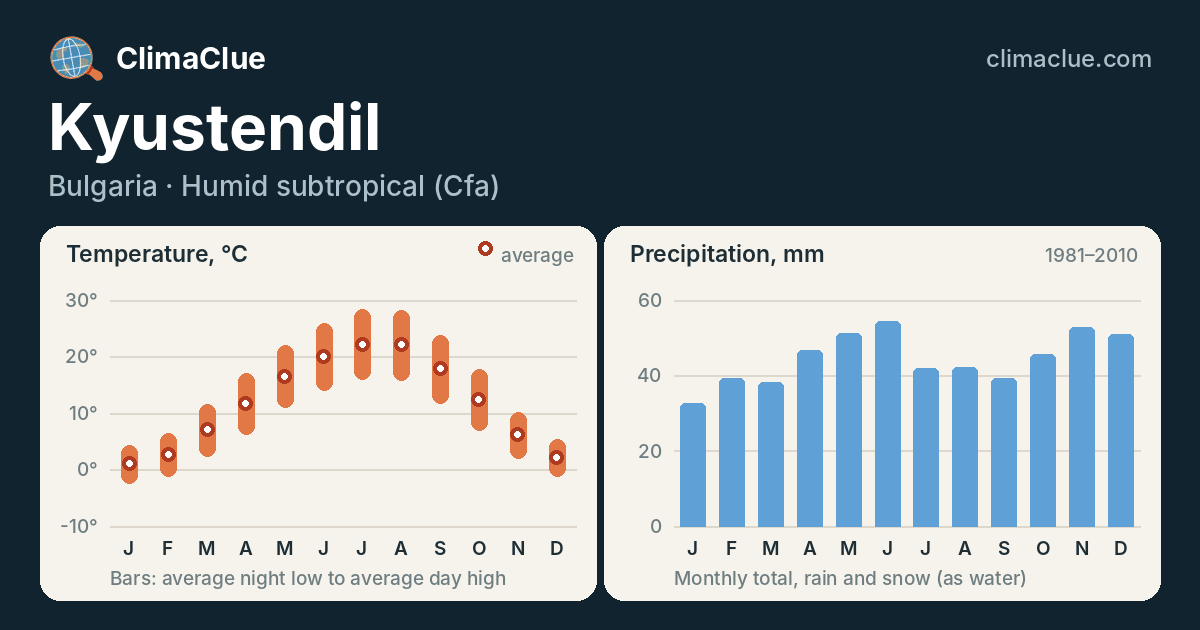 ClimaClue
climaclue.com
Kyustendil
Bulgaria · Humid subtropical (Cfa)
Temperature, °C
average
30°
20°
10°
0°
-10°
J F M A M J J A S O N D
Bars: average night low to average day high
Precipitation, mm
1981–2010
60
40
20
0
J F M A M J J A S O N D
Monthly total, rain and snow (as water)